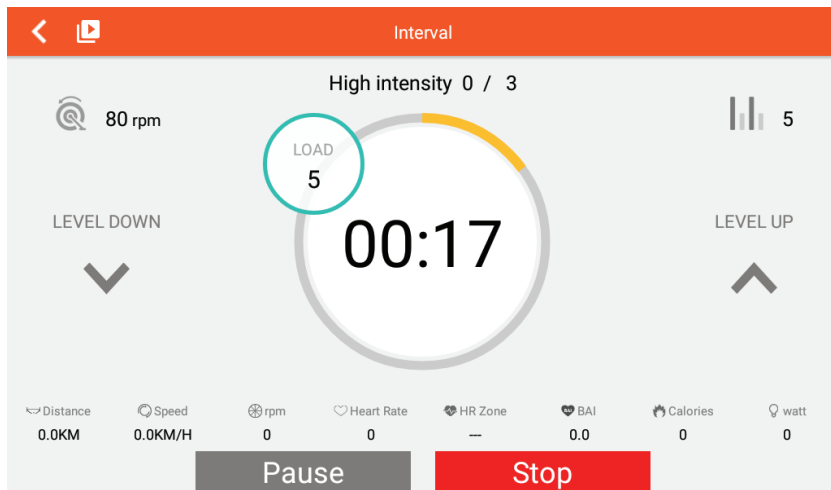 Interval
High intensity 0 / 3
80 rpm
5
LOAD
5
LEVEL DOWN
00:17
LEVEL UP
Distance Speed rpm Heart Rate HR Zone BAI Calories watt
0.0KM 0.0KM/H 0 0 --- 0.0 0 0
Pause Stop